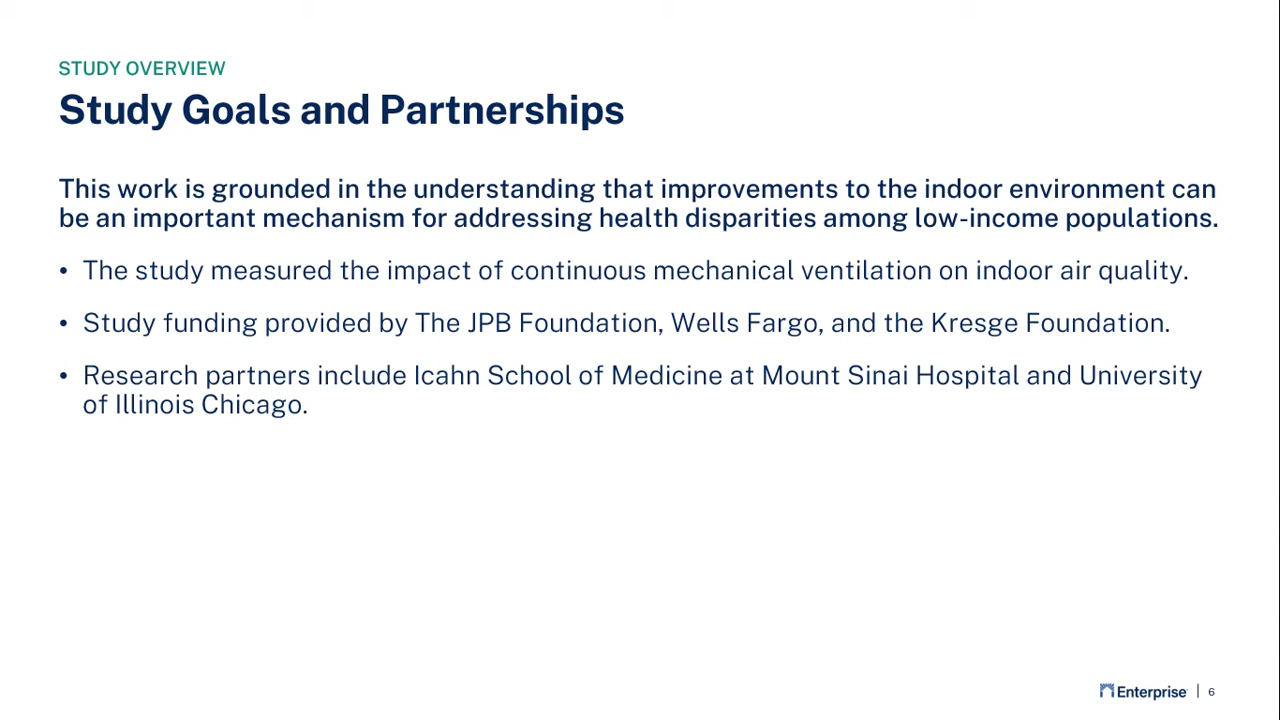 STUDY OVERVIEW
Study Goals and Partnerships
This work is grounded in the understanding that improvements to the indoor environment can
be an important mechanism for addressing health disparities among low-income populations.
• The study measured the impact of continuous mechanical ventilation on indoor air quality.
• Study funding provided by The JPB Foundation, Wells Fargo, and the Kresge Foundation.
• Research partners include Icahn School of Medicine at Mount Sinai Hospital and University
of Illinois Chicago.
Enterprise | 6